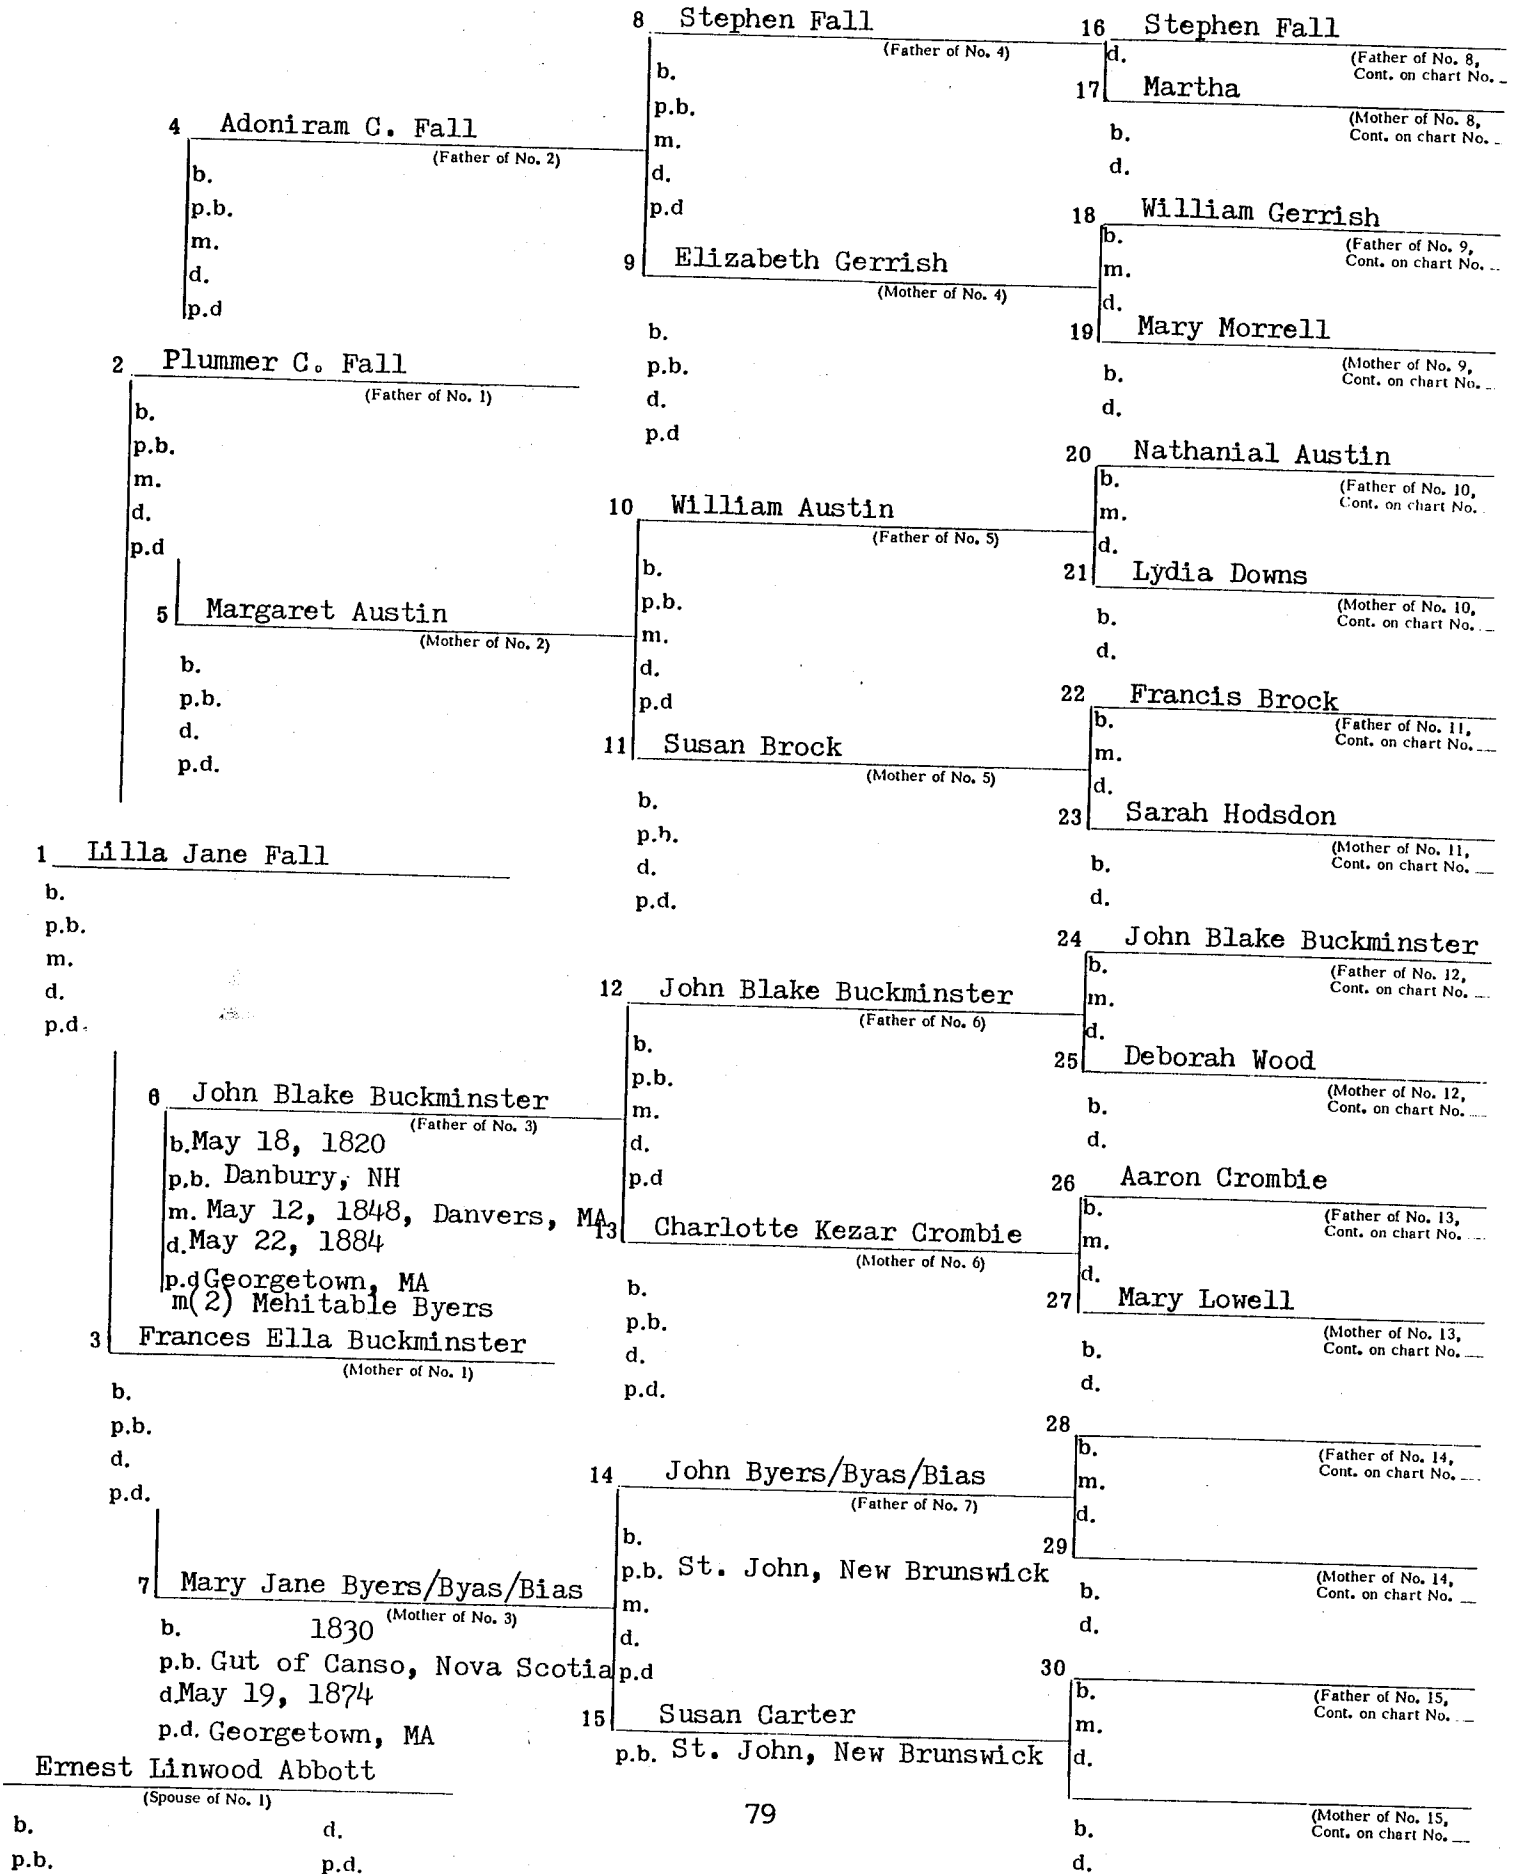 8 Stephen Fall
(Father of No. 4)
b.
p.b.
m.
d.
p.d
16 Stephen Fall
d.
(Father of No. 8,
Cont. on chart No.
17 Martha
(Mother of No. 8,
Cont. on chart No.
b.
d.
4 Adoniram C. Fall
(Father of No. 2)
b.
p.b.
m.
d.
p.d
18 William Gerrish
b.
(Father of No. 9,
Cont. on chart No.
m.
d.
9 Elizabeth Gerrish
(Mother of No. 4)
b.
p.b.
d.
p.d
19 Mary Morrell
(Mother of No. 9,
Cont. on chart No.
b.
d.
2 Plummer C. Fall
(Father of No. 1)
b.
p.b.
m.
d.
p.d
20 Nathanial Austin
b.
(Father of No. 10,
Cont. on chart No.
m.
d.
10 William Austin
(Father of No. 5)
b.
p.b.
m.
d.
p.d
21 Lydia Downs
(Mother of No. 10,
Cont. on chart No.
b.
d.
5 Margaret Austin
(Mother of No. 2)
b.
p.b.
d.
p.d.
22 Francis Brock
b.
(Father of No. 11,
Cont. on chart No.
m.
d.
11 Susan Brock
(Mother of No. 5)
b.
p.b.
d.
p.d.
23 Sarah Hodsdon
(Mother of No. 11,
Cont. on chart No.
b.
d.
1 Lilla Jane Fall
b.
p.b.
m.
d.
p.d.
24 John Blake Buckminster
b.
(Father of No. 12,
Cont. on chart No.
m.
d.
12 John Blake Buckminster
(Father of No. 6)
b.
p.b.
m.
d.
p.d
25 Deborah Wood
(Mother of No. 12,
Cont. on chart No.
b.
d.
6 John Blake Buckminster
(Father of No. 3)
b. May 18, 1820
p.b. Danbury, NH
m. May 12, 1848, Danvers, MA
d. May 22, 1884
p.d Georgetown, MA
m(2) Mehitable Byers
26 Aaron Crombie
b.
(Father of No. 13,
Cont. on chart No.
m.
d.
13 Charlotte Kezar Crombie
(Mother of No. 6)
b.
p.b.
d.
p.d.
27 Mary Lowell
(Mother of No. 13,
Cont. on chart No.
b.
d.
3 Frances Ella Buckminster
(Mother of No. 1)
b.
p.b.
d.
p.d.
28
b.
(Father of No. 14,
Cont. on chart No.
m.
d.
14 John Byers/Byas/Bias
(Father of No. 7)
b.
p.b. St. John, New Brunswick
m.
d.
p.d
29
(Mother of No. 14,
Cont. on chart No.
b.
d.
7 Mary Jane Byers/Byas/Bias
(Mother of No. 3)
b. 1830
p.b. Gut of Canso, Nova Scotia
d. May 19, 1874
p.d. Georgetown, MA
30
b.
(Father of No. 15,
Cont. on chart No.
m.
d.
15 Susan Carter
p.b. St. John, New Brunswick
(Mother of No. 15,
Cont. on chart No.
b.
d.
Ernest Linwood Abbott
(Spouse of No. 1)
b. d.
p.b. p.d.
79